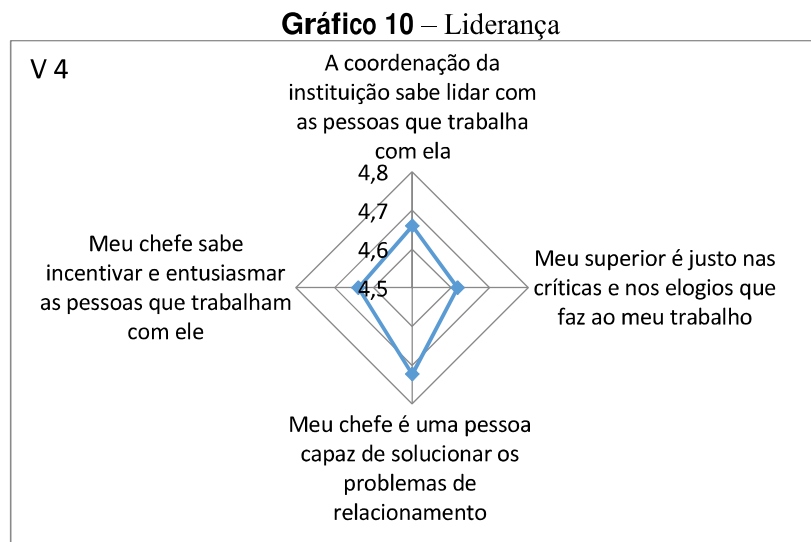 Gráfico 10 – Liderança
V 4
A coordenação da
instituição sabe lidar com
as pessoas que trabalha
com ela
4,8
4,7
4,6
4,5
Meu superior é justo nas
críticas e nos elogios que
faz ao meu trabalho
Meu chefe é uma pessoa
capaz de solucionar os
problemas de
relacionamento
Meu chefe sabe
incentivar e entusiasmar
as pessoas que trabalham
com ele